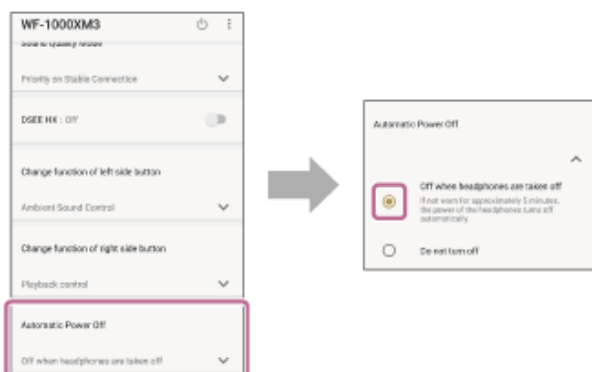 WF-1000XM3
Sound Quality Mode
Priority on Stable Connection
DSEE HX : Off
Change function of left side button
Ambient Sound Control
Change function of right side button
Playback control
Automatic Power Off
Off when headphones are taken off
Automatic Power Off
Off when headphones are taken off
If not worn for approximately 5 minutes,
the power of the headphones turns off
automatically
Do not turn off